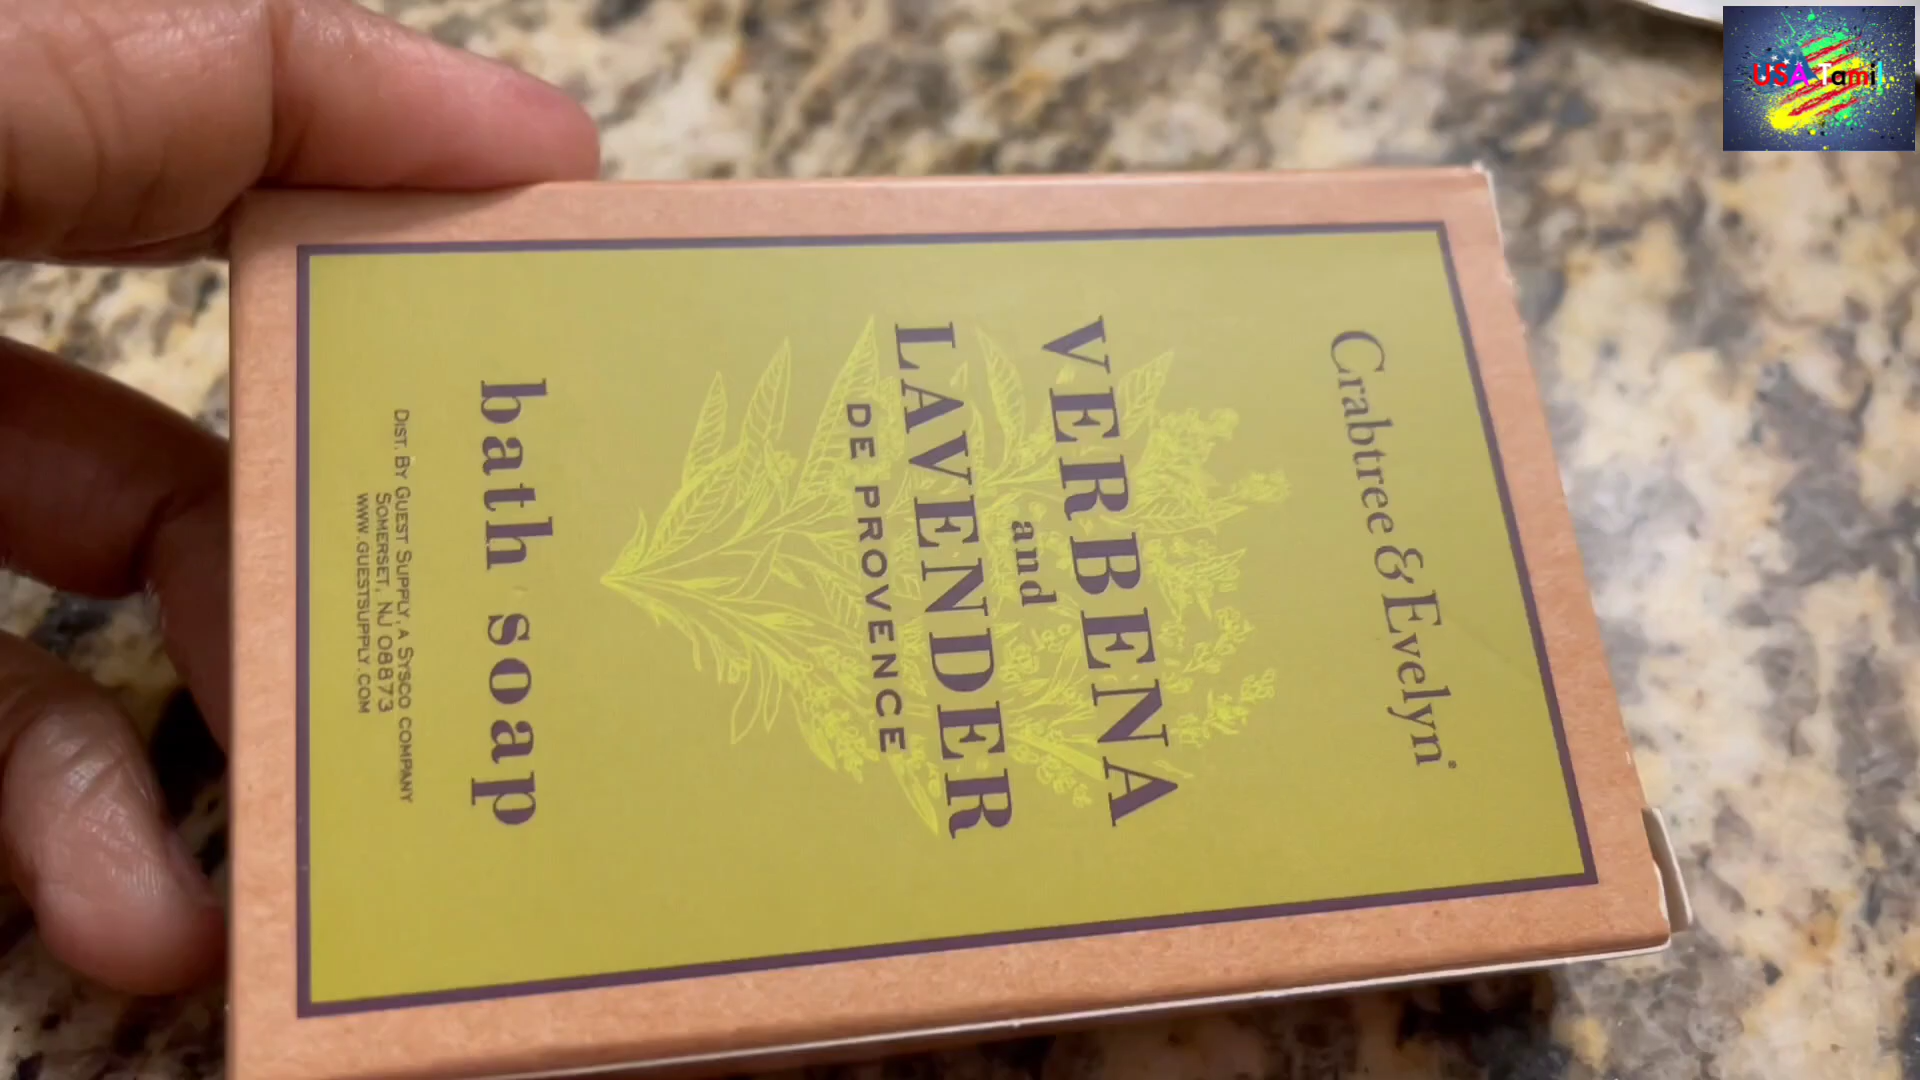 Crabtree & Evelyn®
VERBENA
and
LAVENDER
DE PROVENCE
bath soap
DIST. BY GUEST SUPPLY, A SYSCO COMPANY
SOMERSET, NJ 08873
WWW.GUESTSUPPLY.COM
USA Tamil